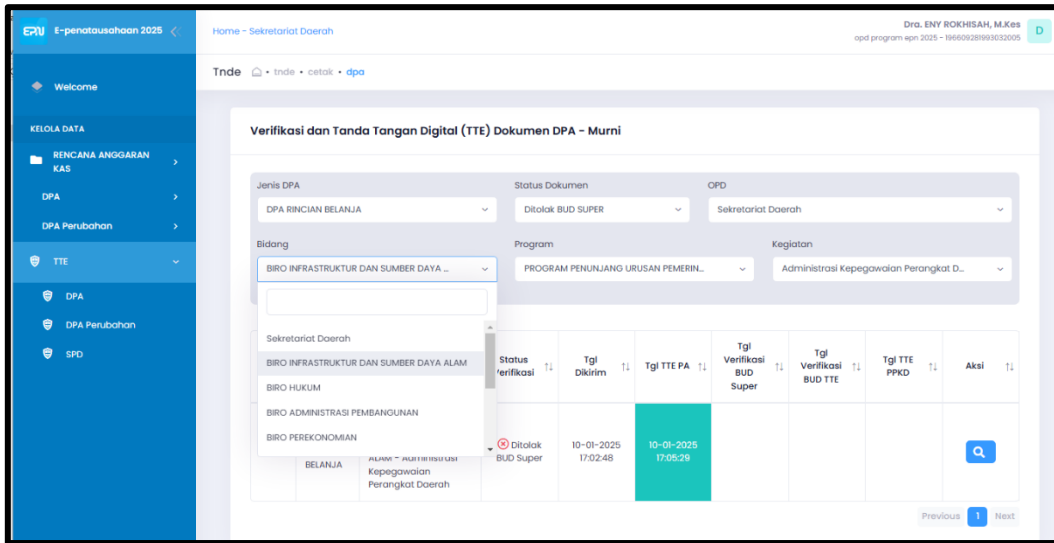 EPN E-penatausahaan 2025
Home - Sekretariat Daerah
Dra. ENY ROKHISAH, M.Kes
opd program epn 2025 - 196609281993032005
D
Tnde • tnde • cetak • dpa
Welcome
KELOLA DATA
RENCANA ANGGARAN
KAS
DPA
DPA Perubahan
TTE
DPA
DPA Perubahan
SPD
Verifikasi dan Tanda Tangan Digital (TTE) Dokumen DPA - Murni
Jenis DPA Status Dokumen OPD
DPA RINCIAN BELANJA Ditolak BUD SUPER Sekretariat Daerah
Bidang Program Kegiatan
BIRO INFRASTRUKTUR DAN SUMBER DAYA ... PROGRAM PENUNJANG URUSAN PEMERIN... Administrasi Kepegawaian Perangkat D...
Sekretariat Daerah
BIRO INFRASTRUKTUR DAN SUMBER DAYA ALAM
BIRO HUKUM
BIRO ADMINISTRASI PEMBANGUNAN
BIRO PEREKONOMIAN
Status
Verifikasi
Tgl
Dikirim
Tgl TTE PA
Tgl
Verifikasi
BUD
Super
Tgl
Verifikasi
BUD TTE
Tgl TTE
PPKD
Aksi
BELANJA
ALAM - Administrasi
Kepegawaian
Perangkat Daerah
Ditolak
BUD Super
10-01-2025
17:02:48
10-01-2025
17:05:29
Previous 1 Next